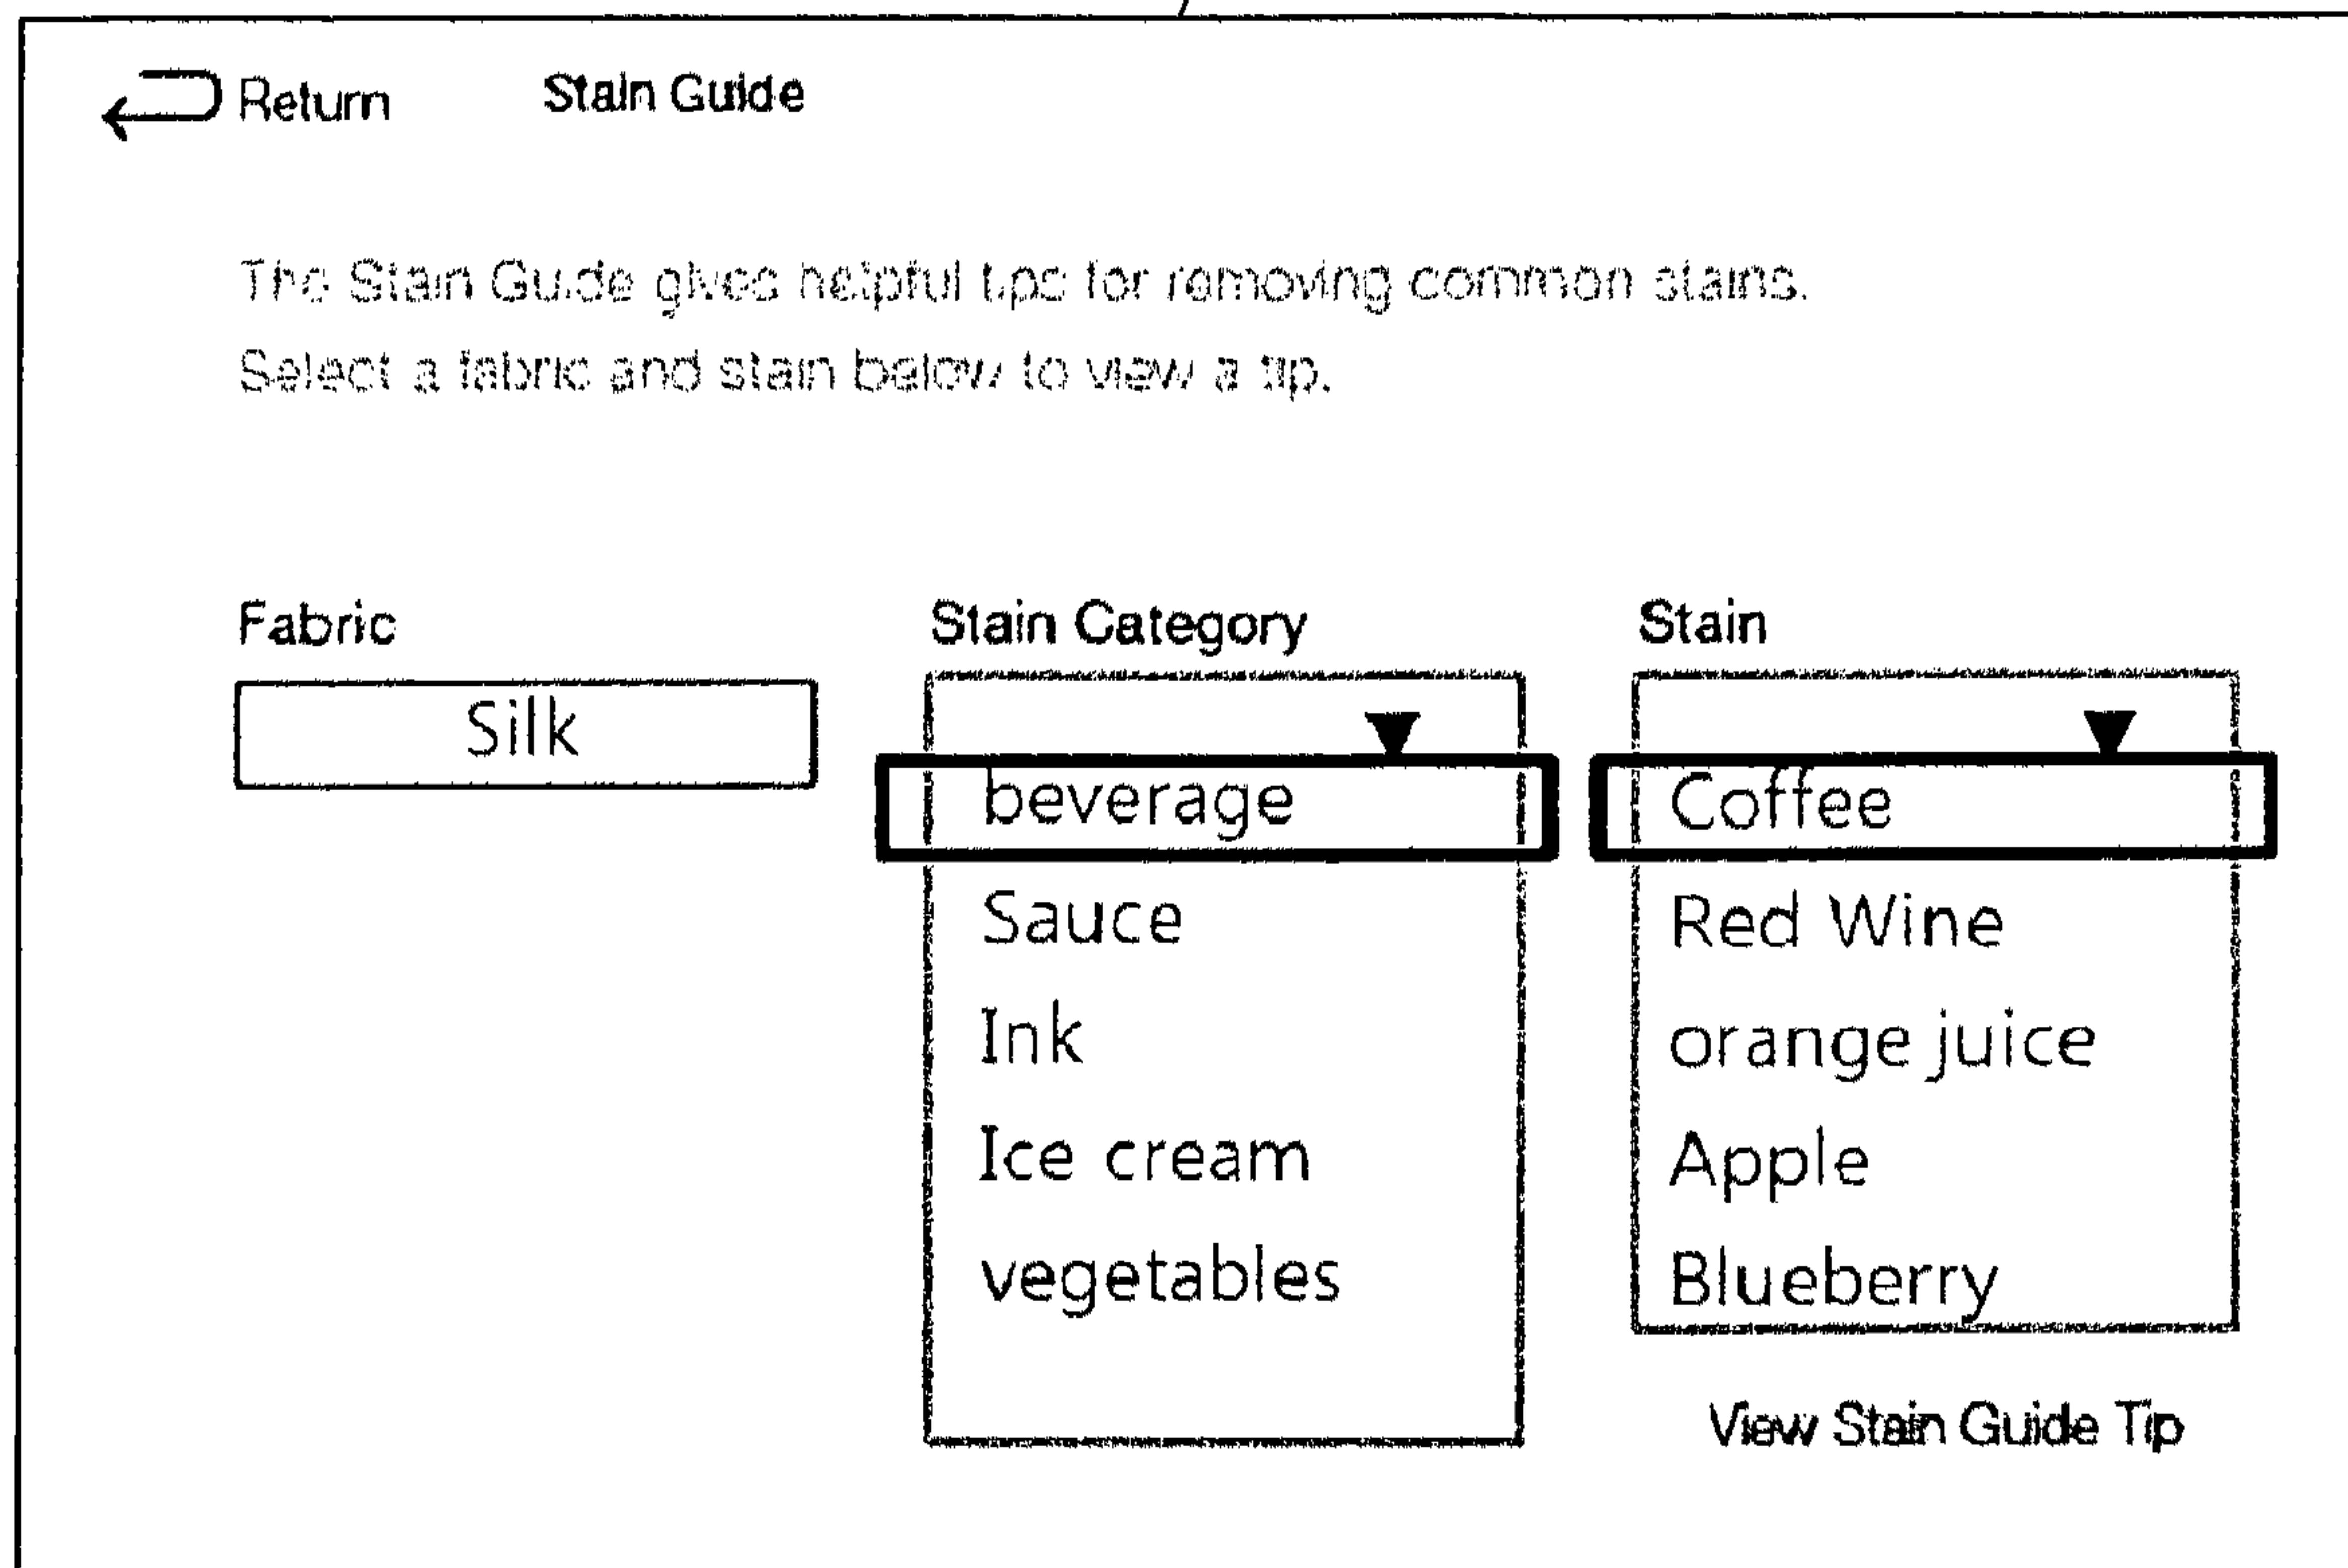 Return Stain Guide
The Stain Guide gives helpful tips for removing common stains.
Select a fabric and stain below to view a tip.
Fabric Stain Category Stain
Silk
beverage Coffee
Sauce Red Wine
Ink orange juice
Ice cream Apple
vegetables Blueberry
View Stain Guide Tip